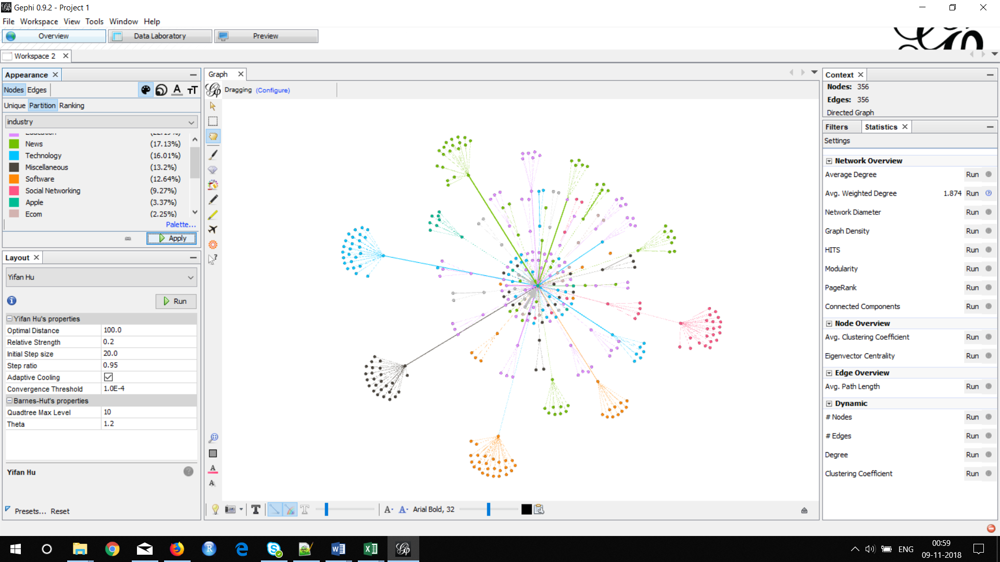 Gephi 0.9.2 - Project 1
File Workspace View Tools Window Help
Overview Data Laboratory Preview
Workspace 2
Appearance
Nodes Edges
Unique Partition Ranking
industry
News (17.13%)
Technology (16.01%)
Miscellaneous (13.2%)
Software (12.64%)
Social Networking (9.27%)
Apple (3.37%)
Ecom (2.25%)
Palette...
Apply
Layout
Yifan Hu
Run
Yifan Hu's properties
Optimal Distance 100.0
Relative Strength 0.2
Initial Step size 20.0
Step ratio 0.95
Adaptive Cooling
Convergence Threshold 1.0E-4
Barnes-Hut's properties
Quadtree Max Level 10
Theta 1.2
Yifan Hu
Presets... Reset
Graph
Dragging (Configure)
Arial Bold, 32
Context
Nodes: 356
Edges: 356
Directed Graph
Filters Statistics
Settings
Network Overview
Average Degree Run
Avg. Weighted Degree 1.874 Run
Network Diameter Run
Graph Density Run
HITS Run
Modularity Run
PageRank Run
Connected Components Run
Node Overview
Avg. Clustering Coefficient Run
Eigenvector Centrality Run
Edge Overview
Avg. Path Length Run
Dynamic
# Nodes Run
# Edges Run
Degree Run
Clustering Coefficient Run
ENG
00:59
09-11-2018